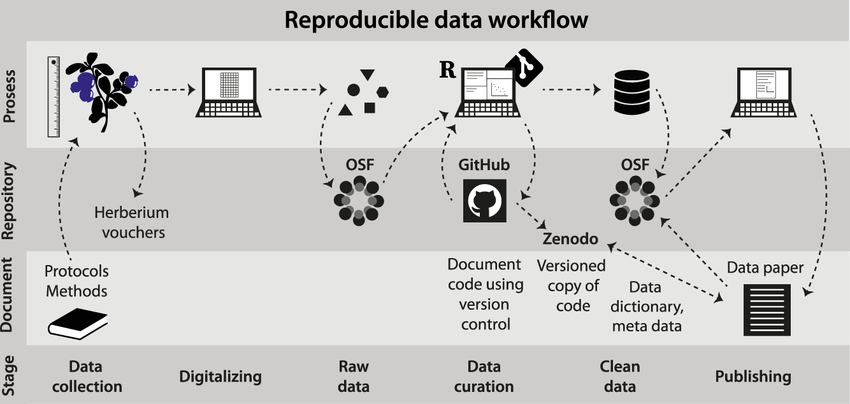 Reproducible data workflow
Prosess
R
Repository
OSF
GitHub
OSF
Herberium
vouchers
Zenodo
Document
Protocols
Methods
Document
code using
version
control
Versioned
copy of
code
Data
dictionary,
meta data
Data paper
Stage
Data
collection
Digitalizing
Raw
data
Data
curation
Clean
data
Publishing